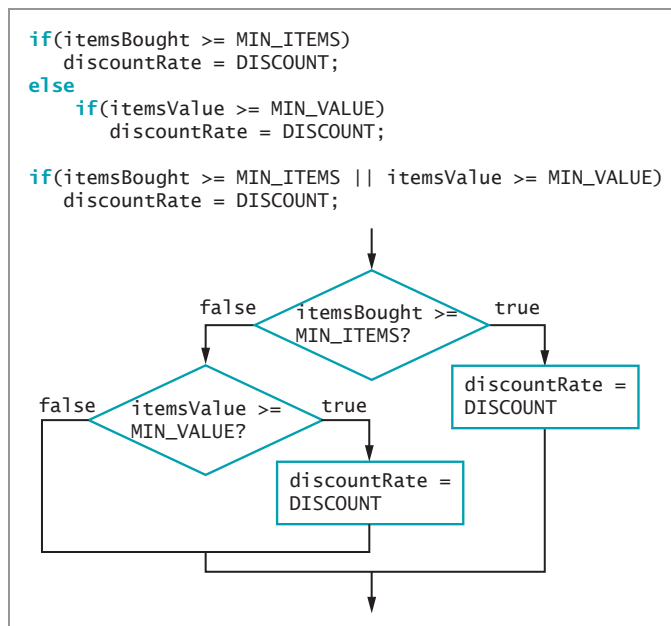 if(itemsBought >= MIN_ITEMS)
discountRate = DISCOUNT;
else
if(itemsValue >= MIN_VALUE)
discountRate = DISCOUNT;
if(itemsBought >= MIN_ITEMS || itemsValue >= MIN_VALUE)
discountRate = DISCOUNT;
false
itemsBought >=
MIN_ITEMS?
true
discountRate =
DISCOUNT
false
itemsValue >=
MIN_VALUE?
true
discountRate =
DISCOUNT